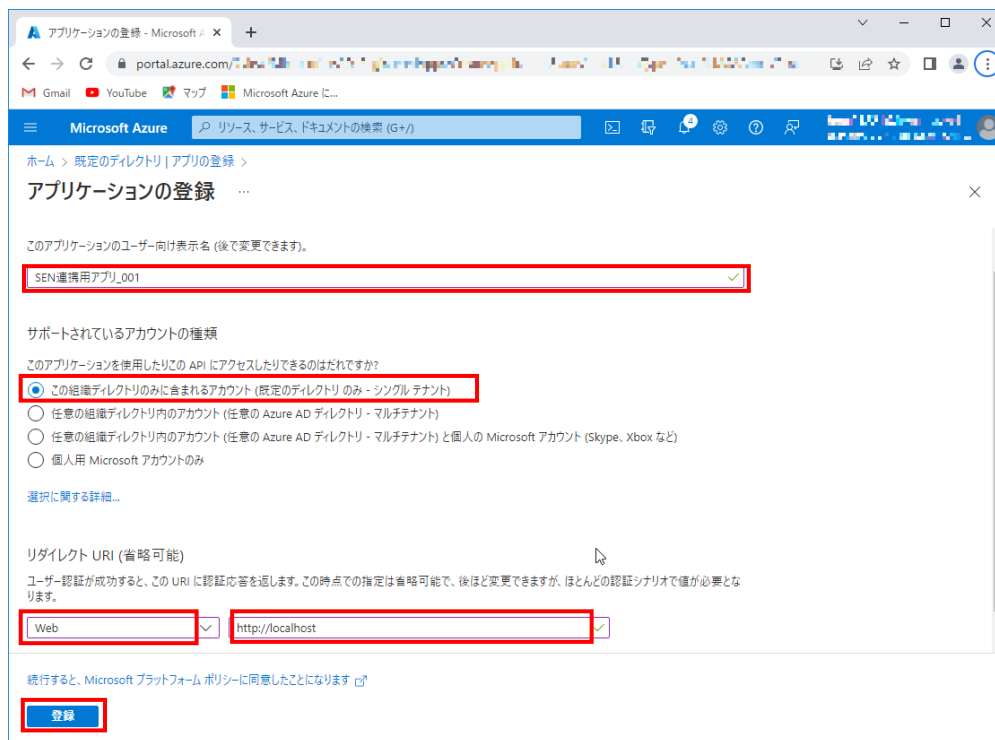 アプリケーションの登録 - Microsoft A
portal.azure.com/
Gmail YouTube マップ Microsoft Azure に...
Microsoft Azure リソース、サービス、ドキュメントの検索 (G+/) 4
ホーム > 既定のディレクトリ | アプリの登録 >
アプリケーションの登録 ...
このアプリケーションのユーザー向け表示名 (後で変更できます)。
SEN連携用アプリ_001
サポートされているアカウントの種類
このアプリケーションを使用したりこの API にアクセスしたりできるのはだれですか?
この組織ディレクトリのみに含まれるアカウント (既定のディレクトリ のみ - シングル テナント)
任意の組織ディレクトリ内のアカウント (任意の Azure AD ディレクトリ - マルチテナント)
任意の組織ディレクトリ内のアカウント (任意の Azure AD ディレクトリ - マルチテナント) と個人の Microsoft アカウント (Skype、Xbox など)
個人用 Microsoft アカウントのみ
選択に関する詳細...
リダイレクト URI (省略可能)
ユーザー認証が成功すると、この URI に認証応答を返します。この時点での指定は省略可能で、後ほど変更できますが、ほとんどの認証シナリオで値が必要とな
ります。
Web http://localhost
続行すると、Microsoft プラットフォーム ポリシーに同意したことになります
登録